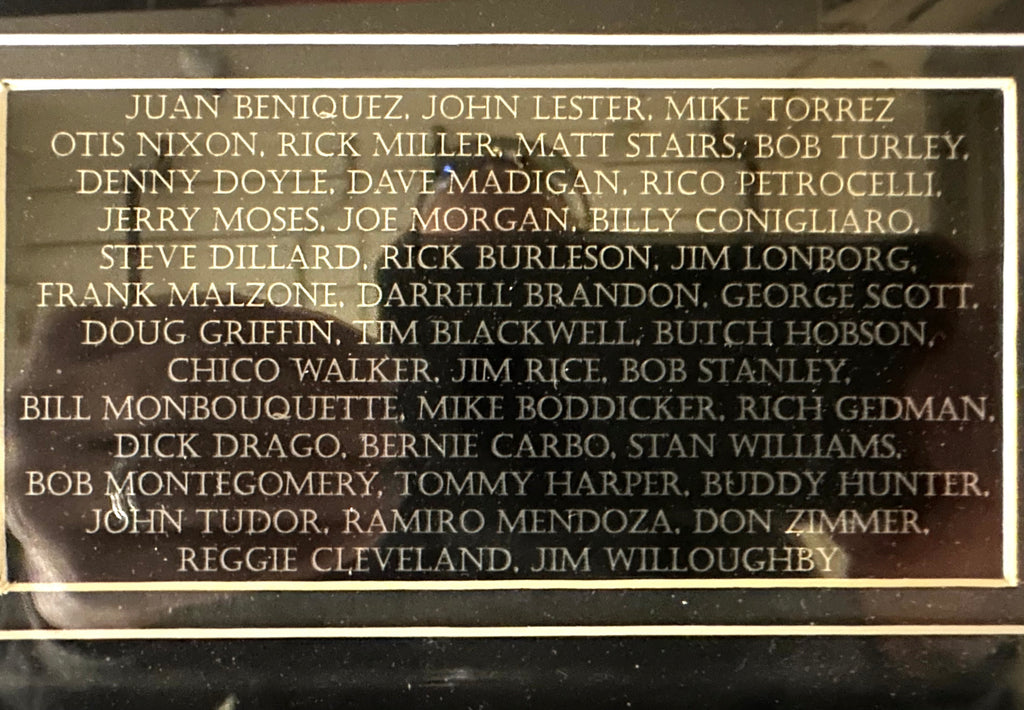 JUAN BENIQUEZ, JOHN LESTER, MIKE TORREZ
OTIS NIXON, RICK MILLER, MATT STAIRS, BOB TURLEY,
DENNY DOYLE, DAVE MADIGAN, RICO PETROCELLI,
JERRY MOSES, JOE MORGAN, BILLY CONIGLIARO,
STEVE DILLARD, RICK BURLESON, JIM LONBORG,
FRANK MALZONE, DARRELL BRANDON, GEORGE SCOTT,
DOUG GRIFFIN, TIM BLACKWELL, BUTCH HOBSON,
CHICO WALKER, JIM RICE, BOB STANLEY,
BILL MONBOUQUETTE, MIKE BODDICKER, RICH GEDMAN,
DICK DRAGO, BERNIE CARBO, STAN WILLIAMS,
BOB MONTEGOMERY, TOMMY HARPER, BUDDY HUNTER,
JOHN TUDOR, RAMIRO MENDOZA, DON ZIMMER,
REGGIE CLEVELAND, JIM WILLOUGHBY